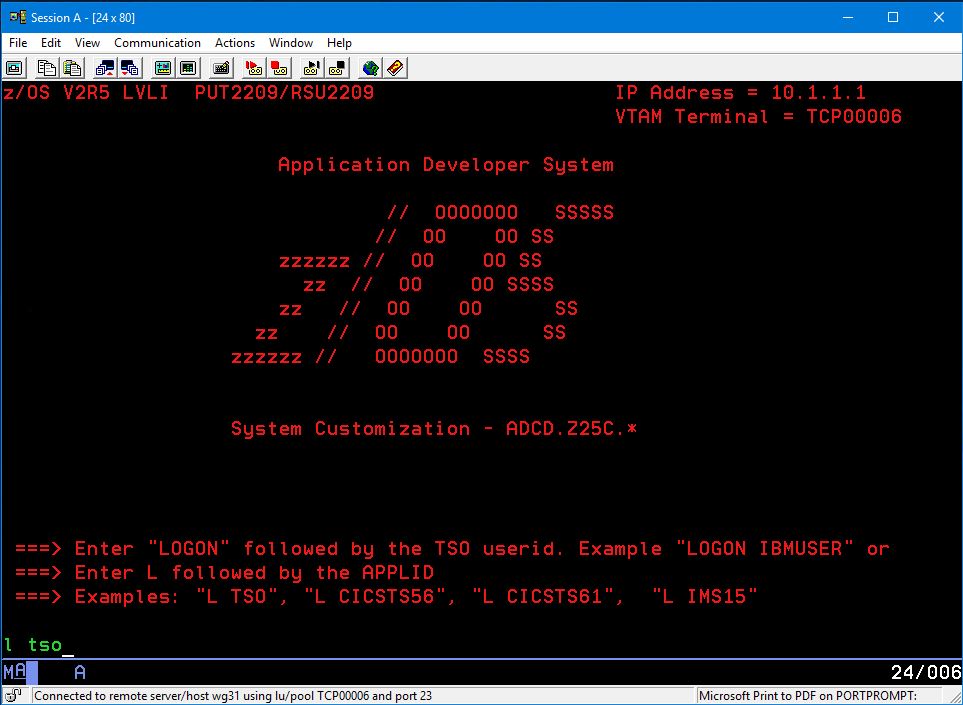 Session A - [24 x 80]
File Edit View Communication Actions Window Help
z/OS V2R5 LVLI  PUT2209/RSU2209                    IP Address = 10.1.1.1
                                                   VTAM Terminal = TCP00006
                       Application Developer System
                                //  OOOOOOO   SSSSS
                               //  OO    OO SS
                       zzzzzz //  OO    OO SS
                         zz  //  OO    OO SSSS
                       zz   //  OO    OO      SS
                     zz    //  OO    OO      SS
                   zzzzzz //   OOOOOOO  SSSS
                   System Customization - ADCD.Z25C.*
 ===> Enter "LOGON" followed by the TSO userid. Example "LOGON IBMUSER" or
 ===> Enter L followed by the APPLID
 ===> Examples: "L TSO", "L CICSTS56", "L CICSTS61",  "L IMS15"
l tso_
MA    A    24/006
Connected to remote server/host wg31 using lu/pool TCP00006 and port 23    Microsoft Print to PDF on PORTPROMPT: